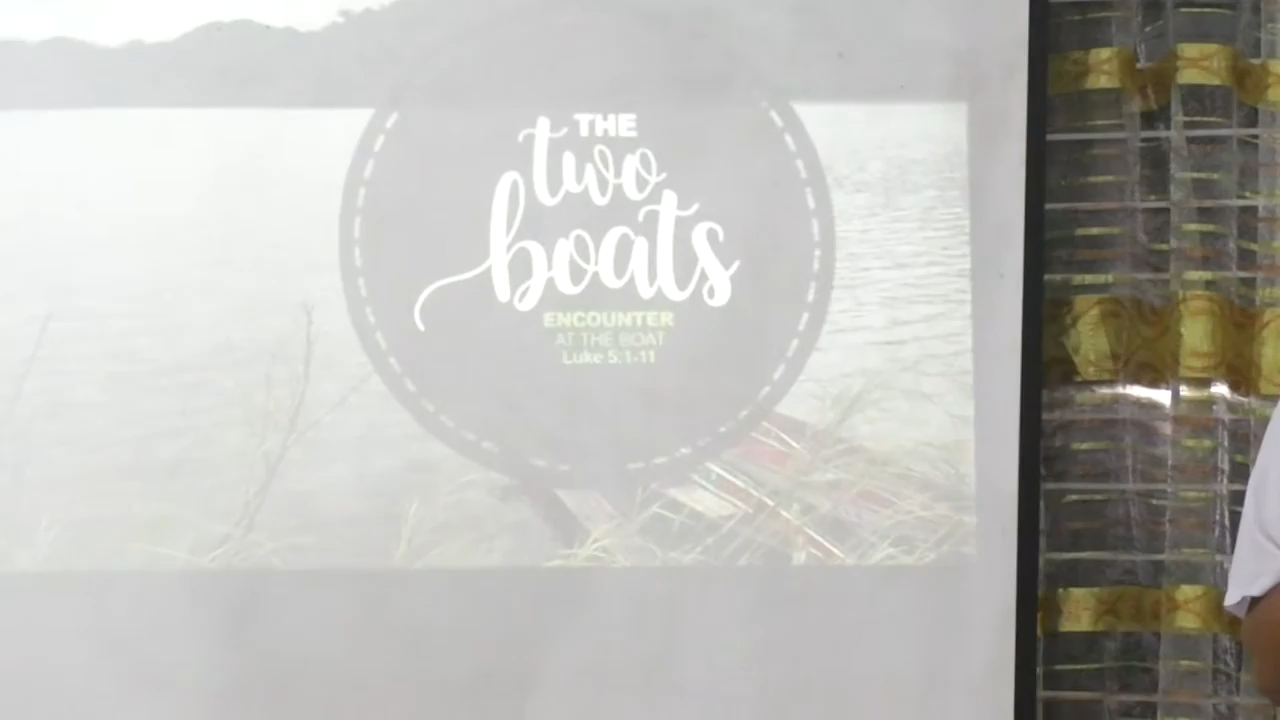 THE
two
boats
ENCOUNTER
AT THE BOAT
Luke 5:1-11